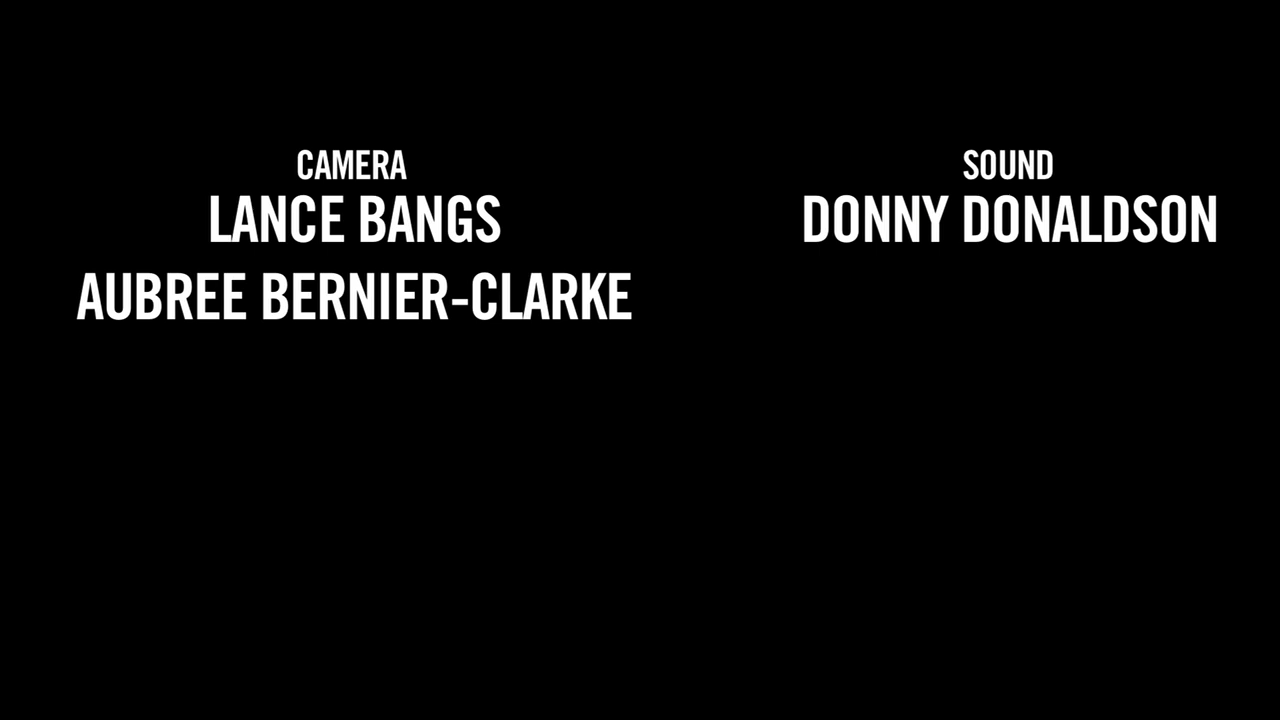 CAMERA
LANCE BANGS
AUBREE BERNIER-CLARKE
SOUND
DONNY DONALDSON